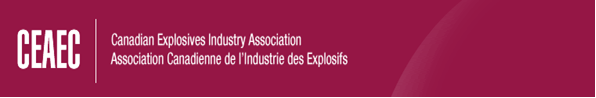 CEAEC
Canadian Explosives Industry Association
Association Canadienne de l'Industrie des Explosifs